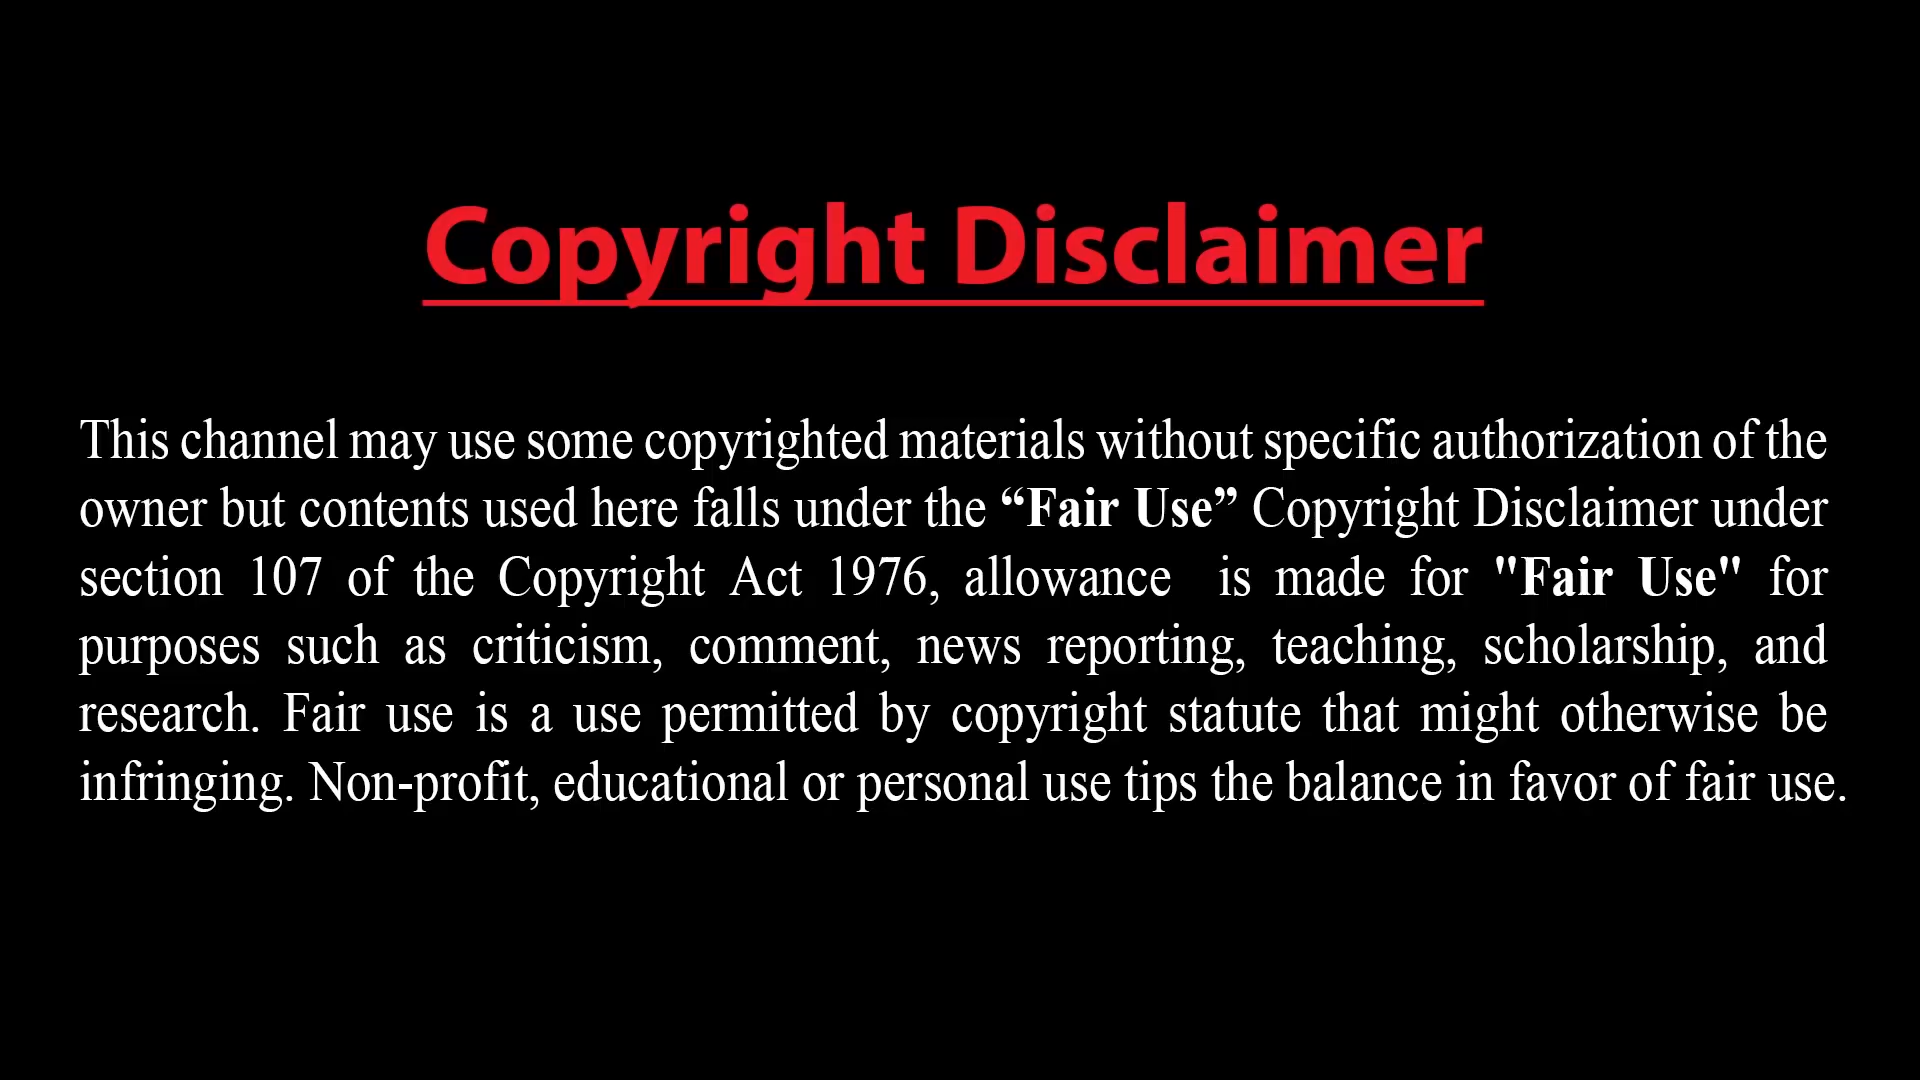 Copyright Disclaimer
This channel may use some copyrighted materials without specific authorization of the
owner but contents used here falls under the “Fair Use” Copyright Disclaimer under
section 107 of the Copyright Act 1976, allowance  is made for "Fair Use" for
purposes such as criticism, comment, news reporting, teaching, scholarship, and
research. Fair use is a use permitted by copyright statute that might otherwise be
infringing. Non-profit, educational or personal use tips the balance in favor of fair use.